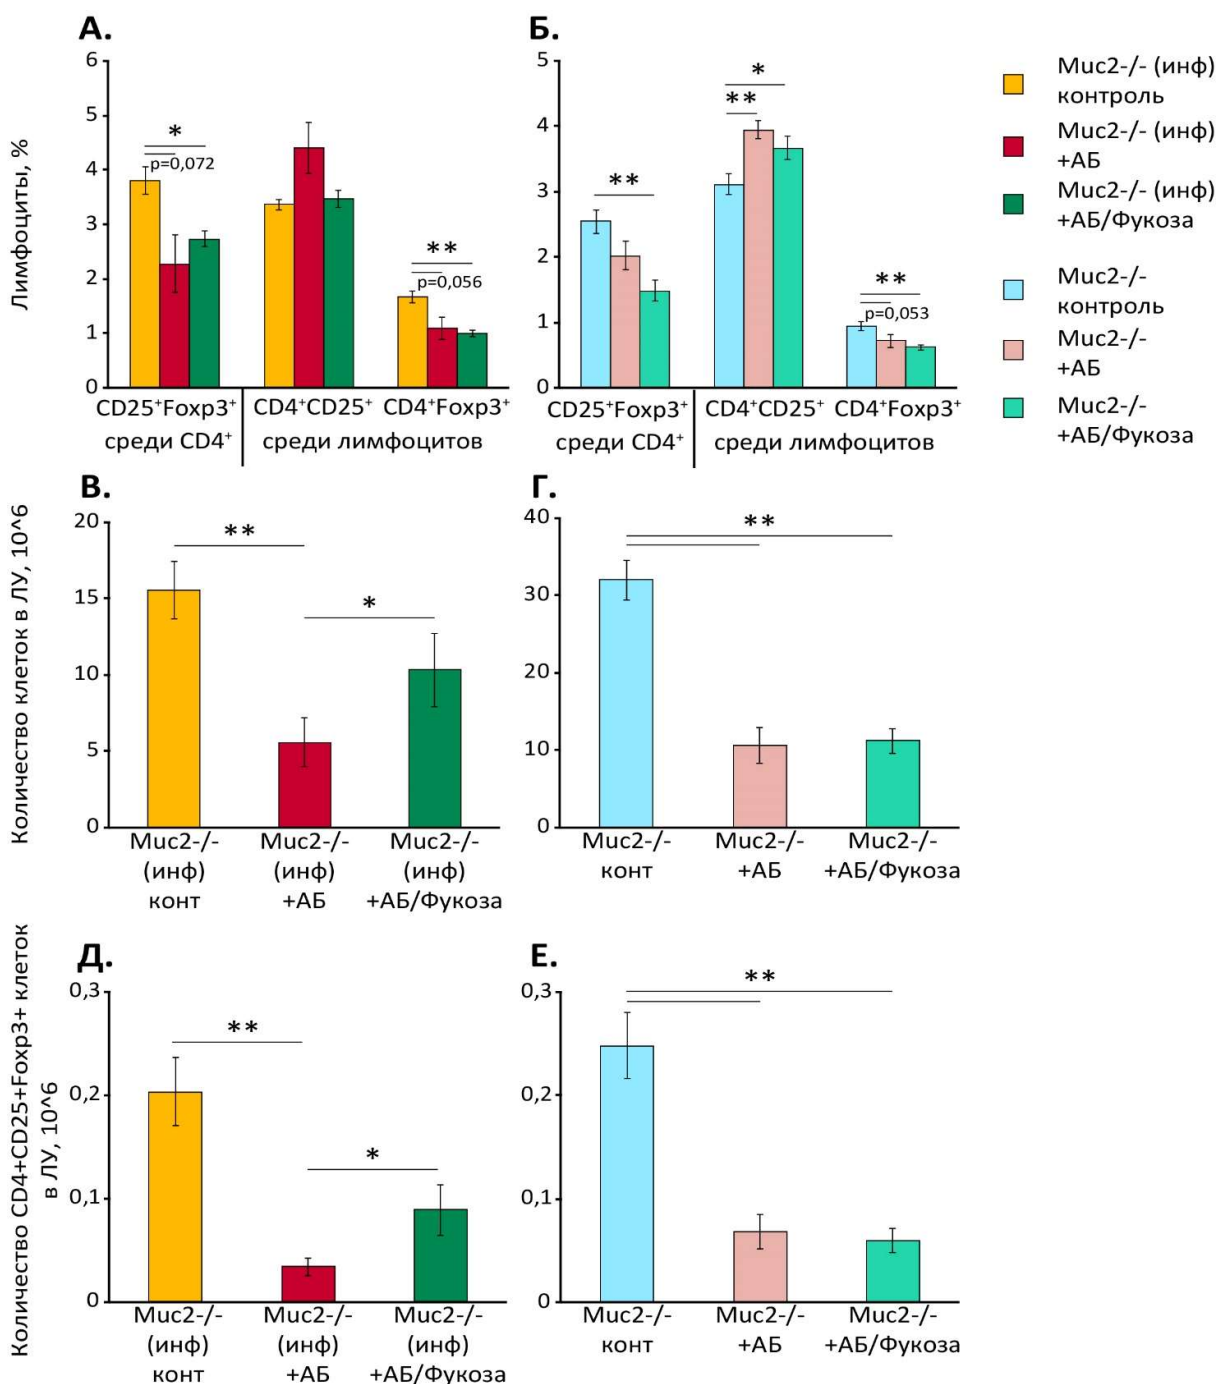 А.
Лимфоциты, %
6
5
4
3
2
1
0
*
p=0,072
**
p=0,056
CD25⁺Foxp3⁺
среди CD4⁺
CD4⁺CD25⁺
CD4⁺Foxp3⁺
среди лимфоцитов
Б.
5
4
3
2
1
0
**
*
**
**
p=0,053
CD25⁺Foxp3⁺
среди CD4⁺
CD4⁺CD25⁺
CD4⁺Foxp3⁺
среди лимфоцитов
Muc2-/- (инф)
контроль
Muc2-/- (инф)
+АБ
Muc2-/- (инф)
+АБ/Фукоза
Muc2-/-
контроль
Muc2-/-
+АБ
Muc2-/-
+АБ/Фукоза
В.
Количество клеток в ЛУ, 10^6
20
15
10
5
0
**
*
Muc2-/-
(инф)
конт
Muc2-/-
(инф)
+АБ
Muc2-/-
(инф)
+АБ/Фукоза
Г.
40
30
20
10
0
**
Muc2-/-
конт
Muc2-/-
+АБ
Muc2-/-
+АБ/Фукоза
Д.
Количество CD4+CD25+Foxp3+ клеток
в ЛУ, 10^6
0,3
0,2
0,1
0
**
*
Muc2-/-
(инф)
конт
Muc2-/-
(инф)
+АБ
Muc2-/-
(инф)
+АБ/Фукоза
Е.
0,3
0,2
0,1
0
**
Muc2-/-
конт
Muc2-/-
+АБ
Muc2-/-
+АБ/Фукоза